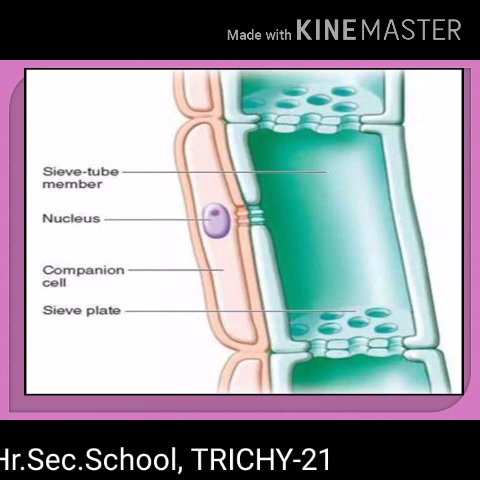 Made with KINEMASTER
Sieve-tube
member
Nucleus
Companion
cell
Sieve plate
Hr.Sec.School, TRICHY-21